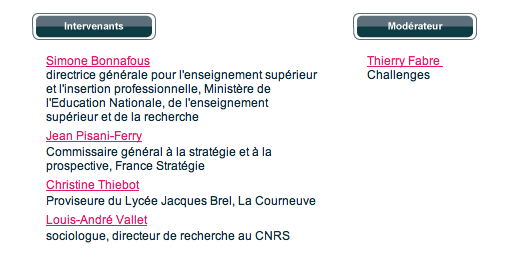 Intervenants
Simone Bonnafous
directrice générale pour l'enseignement supérieur
et l'insertion professionnelle, Ministère de
l'Education Nationale, de l'enseignement
supérieur et de la recherche
Jean Pisani-Ferry
Commissaire général à la stratégie et à la
prospective, France Stratégie
Christine Thiebot
Proviseure du Lycée Jacques Brel, La Courneuve
Louis-André Vallet
sociologue, directeur de recherche au CNRS
Modérateur
Thierry Fabre
Challenges